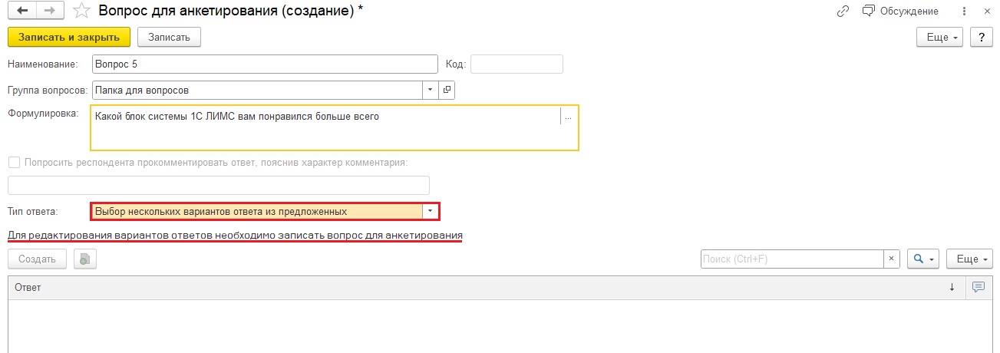 Вопрос для анкетирования (создание) *
Обсуждение
Записать и закрыть
Записать
Еще
?
Наименование: Вопрос 5 Код:
Группа вопросов: Папка для вопросов
Формулировка: Какой блок системы 1С ЛИМС вам понравился больше всего ...
Попросить респондента прокомментировать ответ, пояснив характер комментария:
Тип ответа: Выбор нескольких вариантов ответа из предложенных
Для редактирования вариантов ответов необходимо записать вопрос для анкетирования
Создать
Поиск (Ctrl+F)
Еще
Ответ